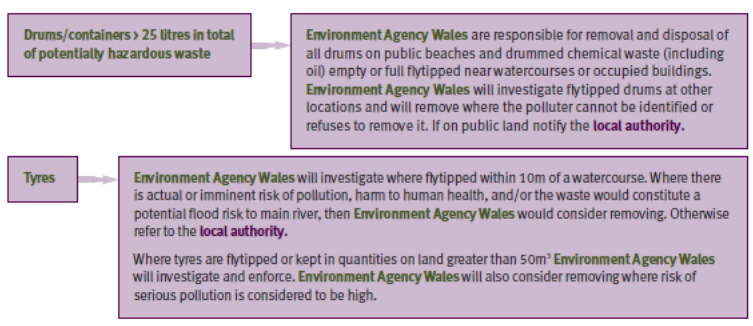 Drums/containers > 25 litres in total
of potentially hazardous waste
Environment Agency Wales are responsible for removal and disposal of
all drums on public beaches and drummed chemical waste (including
oil) empty or full flytipped near watercourses or occupied buildings.
Environment Agency Wales will investigate flytipped drums at other
locations and will remove where the polluter cannot be identified or
refuses to remove it. If on public land notify the local authority.
Tyres
Environment Agency Wales will investigate where flytipped within 10m of a watercourse. Where there
is actual or imminent risk of pollution, harm to human health, and/or the waste would constitute a
potential flood risk to main river, then Environment Agency Wales would consider removing. Otherwise
refer to the local authority.
Where tyres are flytipped or kept in quantities on land greater than 50m³ Environment Agency Wales
will investigate and enforce. Environment Agency Wales will also consider removing where risk of
serious pollution is considered to be high.